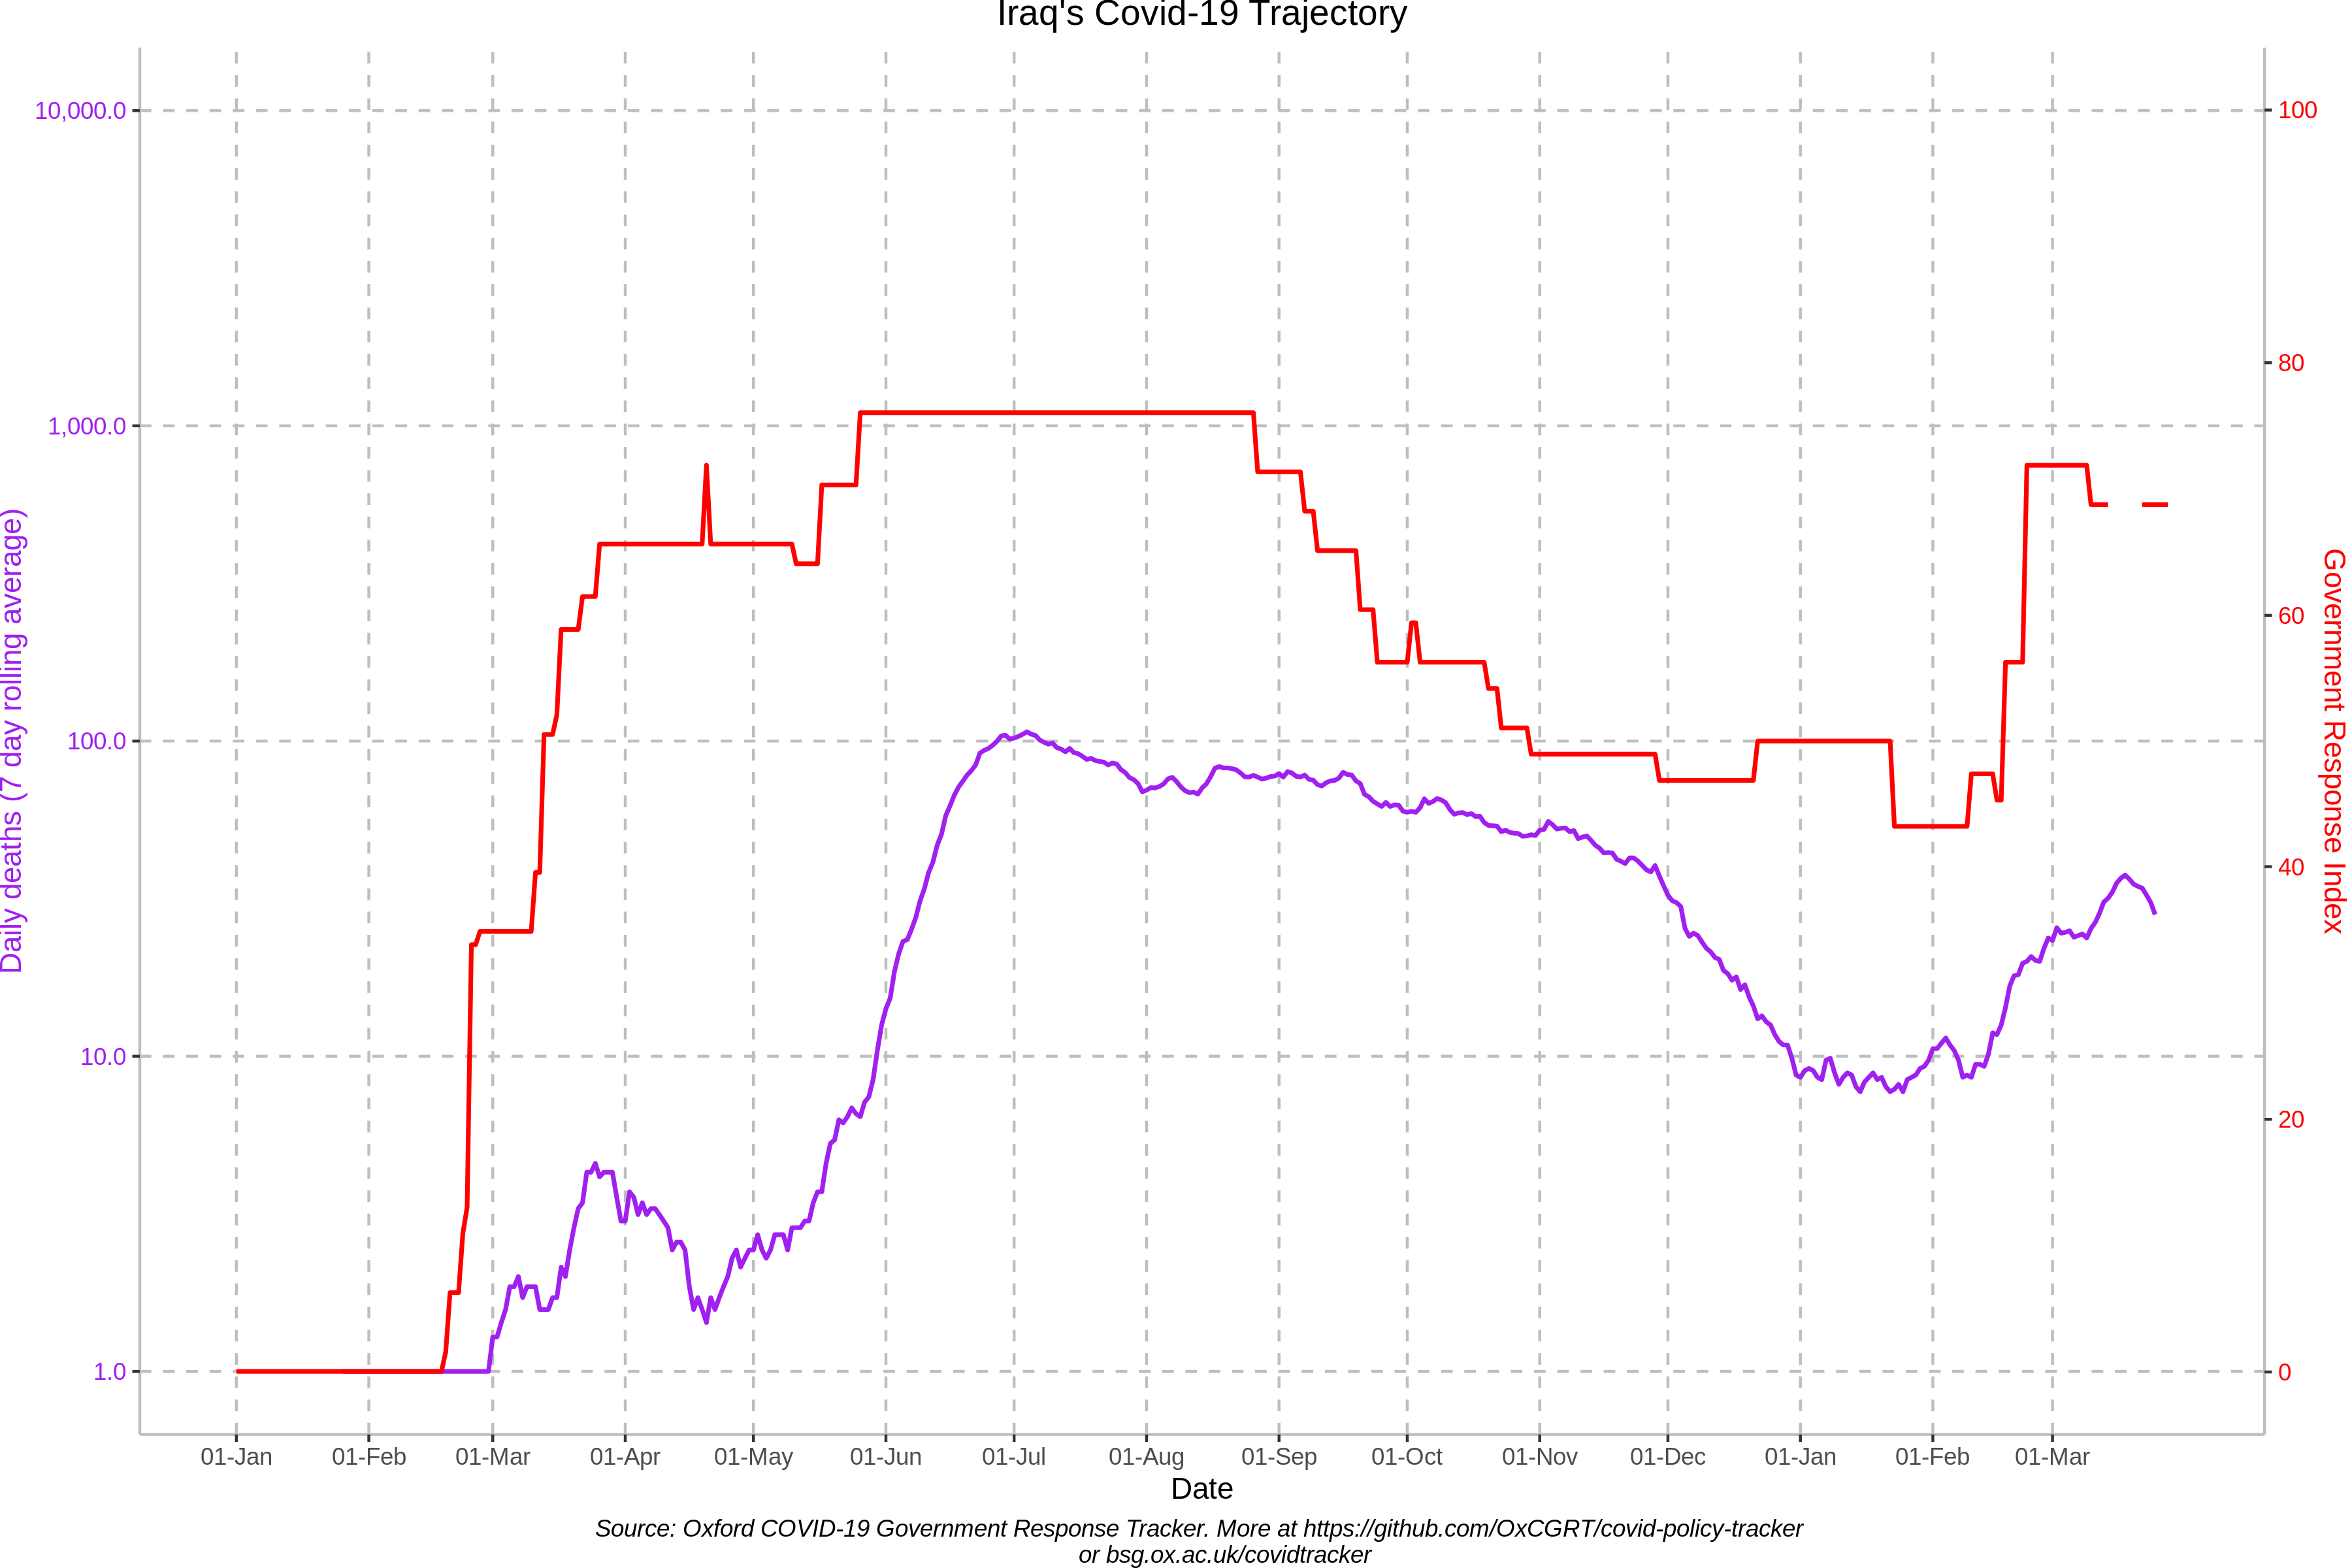 Iraq's Covid-19 Trajectory
10,000.0
1,000.0
100.0
10.0
1.0
Daily deaths (7 day rolling average)
100
80
60
40
20
0
Government Response Index
01-Jan 01-Feb 01-Mar 01-Apr 01-May 01-Jun 01-Jul 01-Aug 01-Sep 01-Oct 01-Nov 01-Dec 01-Jan 01-Feb 01-Mar
Date
Source: Oxford COVID-19 Government Response Tracker. More at https://github.com/OxCGRT/covid-policy-tracker
or bsg.ox.ac.uk/covidtracker